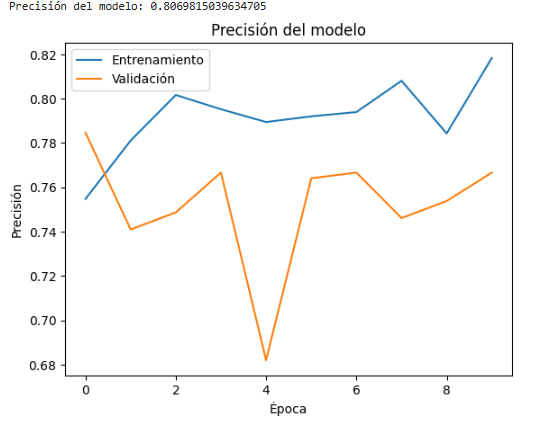 Precisión del modelo: 0.8069815039634705
Precisión del modelo
Entrenamiento
Validación
0.82
0.80
0.78
0.76
0.74
0.72
0.70
0.68
Precisión
0 2 4 6 8
Época